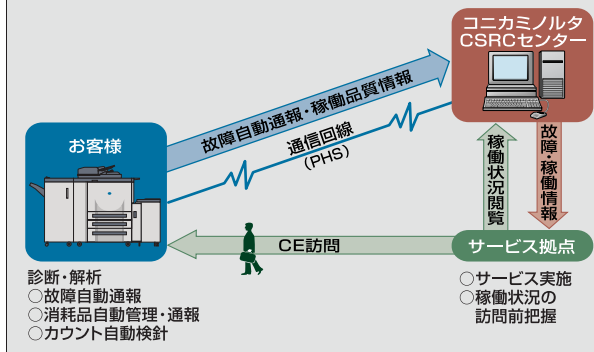 コニカミノルタ
CSRCセンター
故障自動通報・稼働品質情報
通信回線
(PHS)
お客様
稼働状況閲覧
故障・稼働情報
CE訪問
サービス拠点
診断・解析
○故障自動通報
○消耗品自動管理・通報
○カウント自動検針
○サービス実施
○稼働状況の
訪問前把握